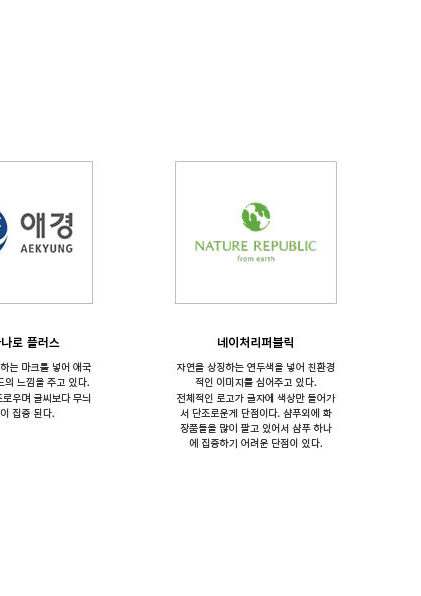 애경
AEKYUNG
NATURE REPUBLIC
from earth
나로 플러스
하는 마크를 넣어 애국
의 느낌을 주고 있다.
로우며 글씨보다 무늬
이 집중 된다.
네이처리퍼블릭
자연을 상징하는 연두색을 넣어 친환경
적인 이미지를 심어주고 있다.
전체적인 로고가 글자에 색상만 들어가
서 단조로운게 단점이다. 샴푸외에 화
장품들을 많이 팔고 있어서 샴푸 하나
에 집중하기 어려운 단점이 있다.